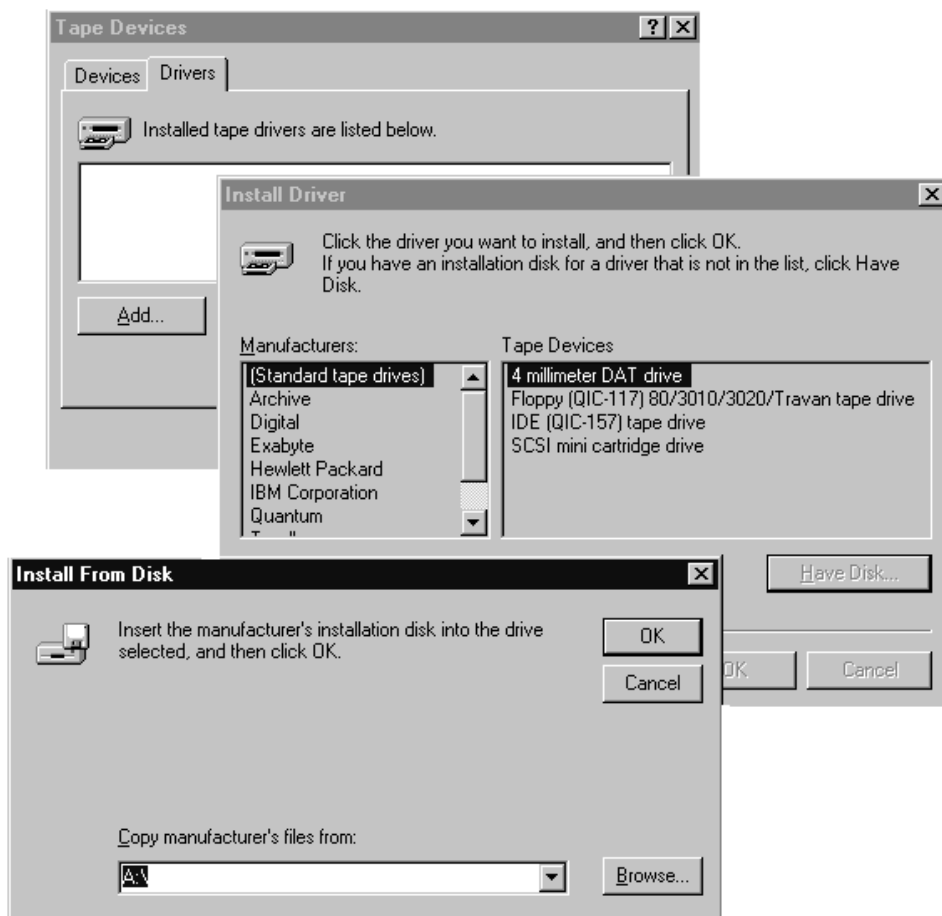 Tape Devices
Devices
Drivers
Installed tape drivers are listed below.
Add...
Install Driver
Click the driver you want to install, and then click OK.
If you have an installation disk for a driver that is not in the list, click Have
Disk.
Manufacturers:
(Standard tape drives)
Archive
Digital
Exabyte
Hewlett Packard
IBM Corporation
Quantum
Tape Devices
4 millimeter DAT drive
Floppy (QIC-117) 80/3010/3020/Travan tape drive
IDE (QIC-157) tape drive
SCSI mini cartridge drive
Have Disk...
OK
Cancel
Install From Disk
Insert the manufacturer's installation disk into the drive
selected, and then click OK.
OK
Cancel
Copy manufacturer's files from:
A:\
Browse...